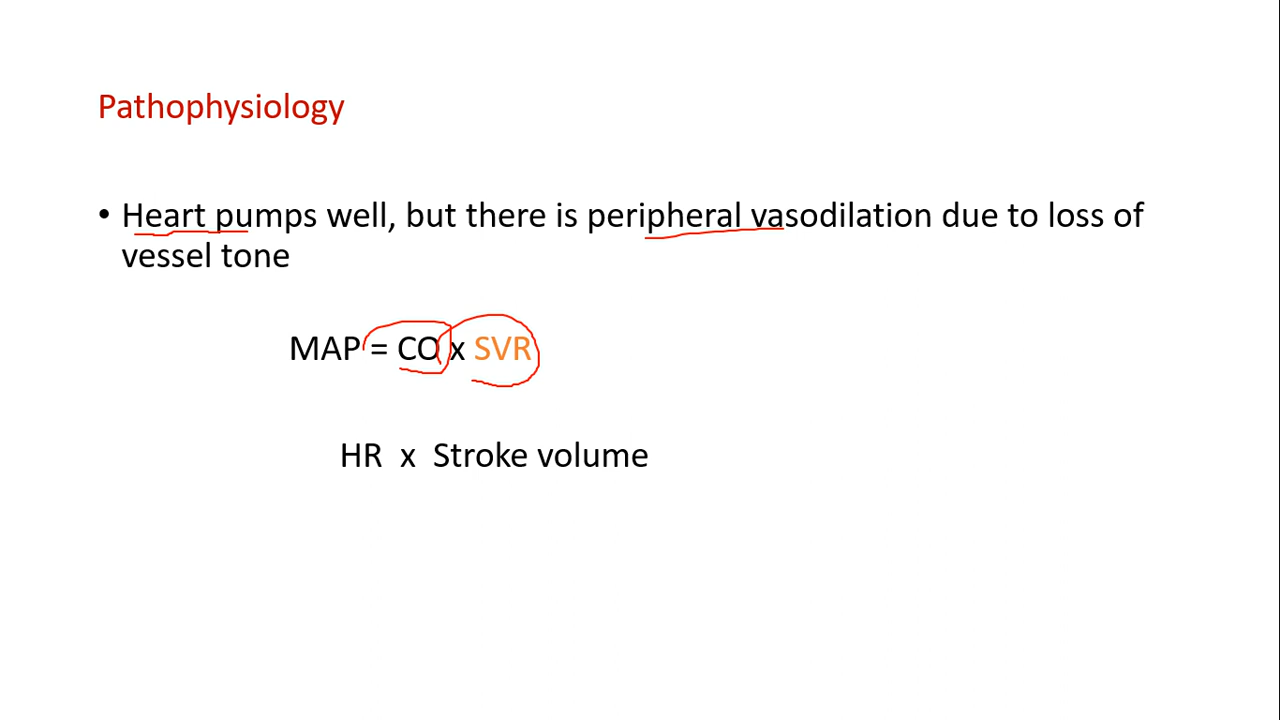 Pathophysiology
• Heart pumps well, but there is peripheral vasodilation due to loss of
vessel tone
MAP = CO x SVR
HR x Stroke volume